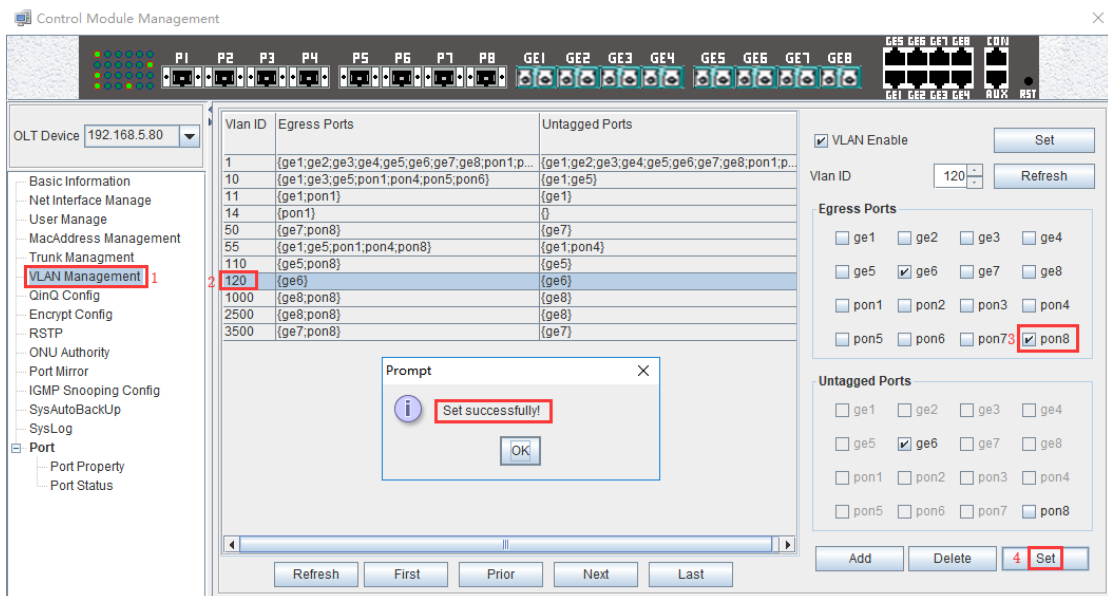 Control Module Management
P1 P2 P3 P4 P5 P6 P7 P8 GE1 GE2 GE3 GE4 GE5 GE6 GE7 GE8
GE5 GE6 GE7 GE8 CON
GE1 GE2 GE3 GE4 AUX RST
OLT Device 192.168.5.80
Basic Information
Net Interface Manage
User Manage
MacAddress Management
Trunk Managment
VLAN Management 1
QinQ Config
Encrypt Config
RSTP
ONU Authority
Port Mirror
IGMP Snooping Config
SysAutoBackUp
SysLog
Port
Port Property
Port Status
Vlan ID Egress Ports Untagged Ports
1 {ge1;ge2;ge3;ge4;ge5;ge6;ge7;ge8;pon1;p... {ge1;ge2;ge3;ge4;ge5;ge6;ge7;ge8;pon1;p...
10 {ge1;ge3;ge5;pon1;pon4;pon5;pon6} {ge1;ge5}
11 {ge1;pon1} {ge1}
14 {pon1} {}
50 {ge7;pon8} {ge7}
55 {ge1;ge5;pon1;pon4;pon8} {ge1;pon4}
110 {ge5;pon8} {ge5}
2 120 {ge6} {ge6}
1000 {ge8;pon8} {ge8}
2500 {ge8;pon8} {ge8}
3500 {ge7;pon8} {ge7}
Prompt
Set successfully!
OK
Refresh First Prior Next Last
VLAN Enable Set
Vlan ID 120 Refresh
Egress Ports
ge1 ge2 ge3 ge4
ge5 ge6 ge7 ge8
pon1 pon2 pon3 pon4
pon5 pon6 pon7 3 pon8
Untagged Ports
ge1 ge2 ge3 ge4
ge5 ge6 ge7 ge8
pon1 pon2 pon3 pon4
pon5 pon6 pon7 pon8
Add Delete 4 Set